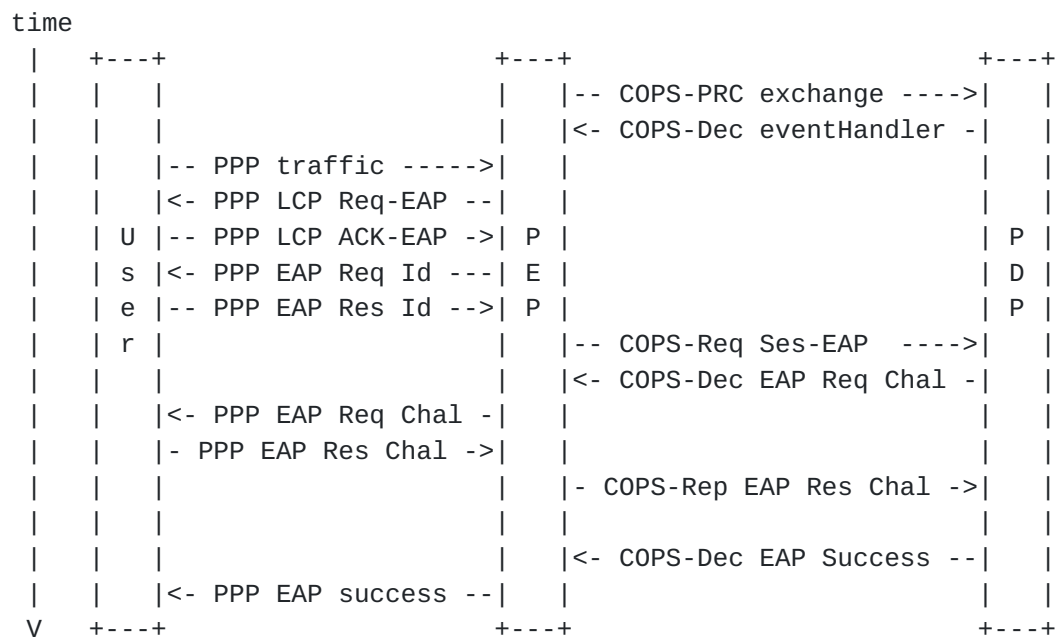 time
 |   +---+                   +---+                       +---+
 |   |   |                   |   |-- COPS-PRC exchange ---->|   |
 |   |   |                   |   |<- COPS-Dec eventHandler -|   |
 |   |   |-- PPP traffic ----->|   |                          |   |
 |   |   |<- PPP LCP Req-EAP --|   |                          |   |
 |   | U |-- PPP LCP ACK-EAP ->| P |                          | P |
 |   | s |<- PPP EAP Req Id ---| E |                          | D |
 |   | e |-- PPP EAP Res Id -->| P |                          | P |
 |   | r |                     |   |-- COPS-Req Ses-EAP  ---->|   |
 |   |   |                     |   |<- COPS-Dec EAP Req Chal -|   |
 |   |   |<- PPP EAP Req Chal -|   |                          |   |
 |   |   |- PPP EAP Res Chal ->|   |                          |   |
 |   |   |                     |   |- COPS-Rep EAP Res Chal ->|   |
 |   |   |                     |   |                          |   |
 |   |   |                     |   |<- COPS-Dec EAP Success --|   |
 |   |   |<- PPP EAP success --|   |                          |   |
 V   +---+                     +---+                          +---+